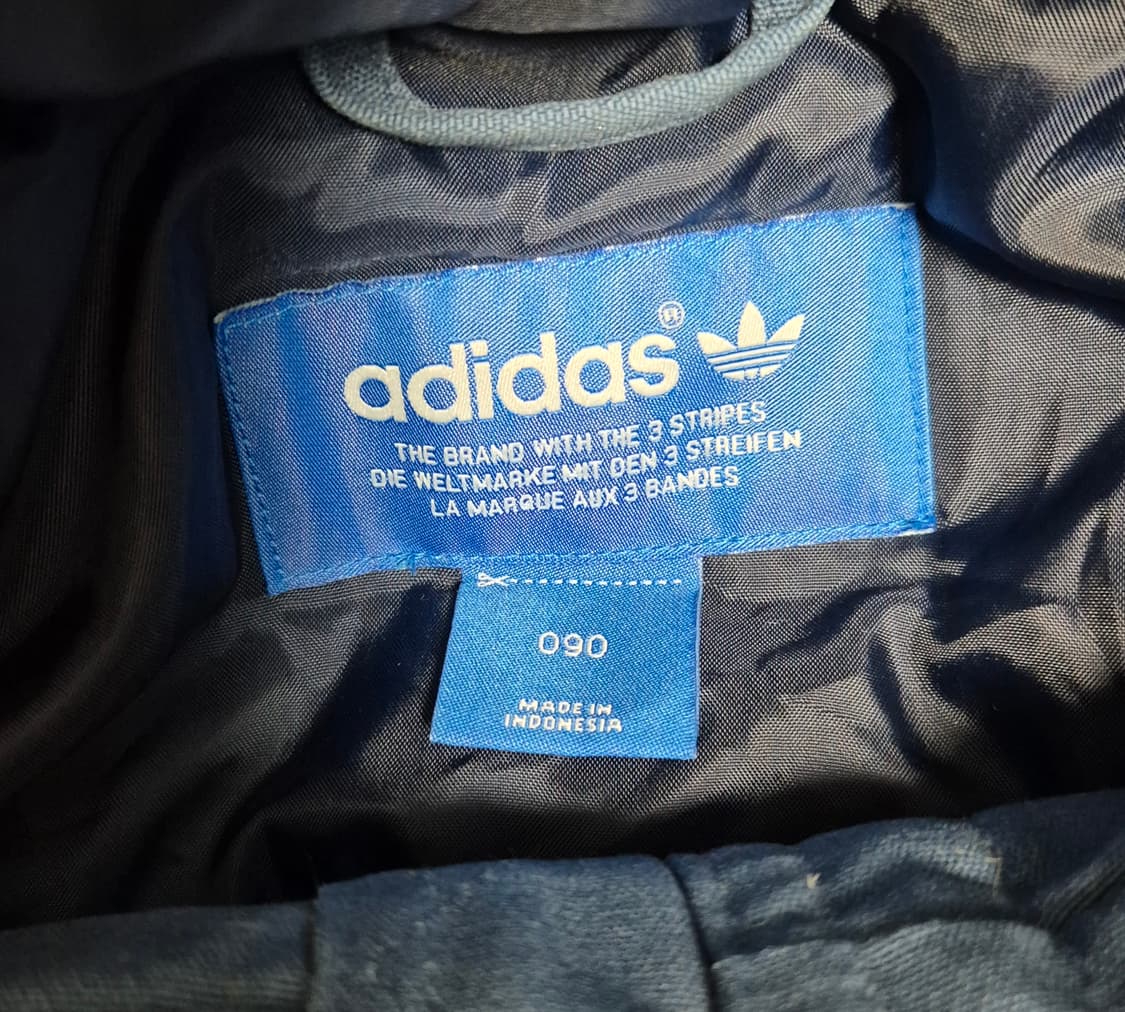 adidas®
THE BRAND WITH THE 3 STRIPES
DIE WELTMARKE MIT DEN 3 STREIFEN
LA MARQUE AUX 3 BANDES
090
MADE IN
INDONESIA